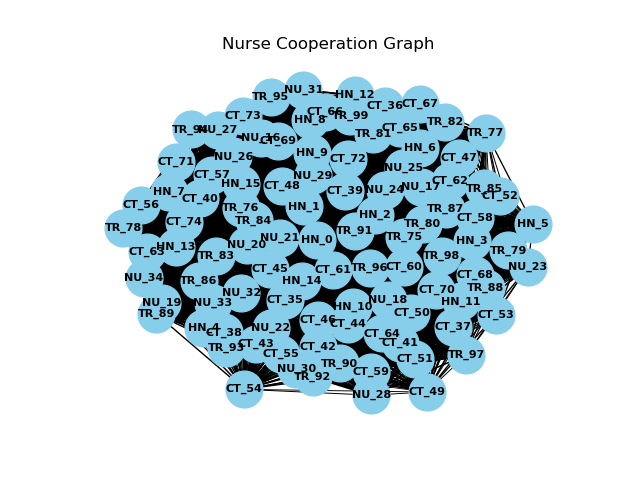 Nurse Cooperation Graph
NU_31
TR_95
HN_12
CT_36
CT_67
CT_66
CT_73
HN_8
TR_99
TR_82
TR_94
NU_27
CT_65
TR_81
TR_77
NU_16
CT_69
HN_6
HN_9
NU_26
CT_72
CT_47
CT_71
NU_25
CT_57
NU_29
CT_62
HN_15
CT_48
NU_17
TR_85
HN_7
CT_39
NU_24
CT_52
CT_40
CT_56
TR_76
HN_1
TR_87
HN_2
CT_58
CT_74
TR_84
TR_80
HN_5
TR_78
TR_91
NU_21
TR_75
HN_0
HN_3
NU_20
HN_13
CT_63
TR_79
TR_83
TR_98
NU_23
CT_45
CT_61
TR_96
CT_60
CT_68
NU_34
TR_86
HN_14
TR_88
CT_70
NU_32
CT_35
NU_18
NU_19
NU_33
HN_11
HN_10
TR_89
CT_50
CT_53
CT_46
CT_44
HN_4
NU_22
CT_37
CT_38
CT_64
CT_43
CT_41
TR_93
CT_42
CT_55
TR_97
CT_51
TR_90
NU_30
CT_59
TR_92
CT_54
CT_49
NU_28